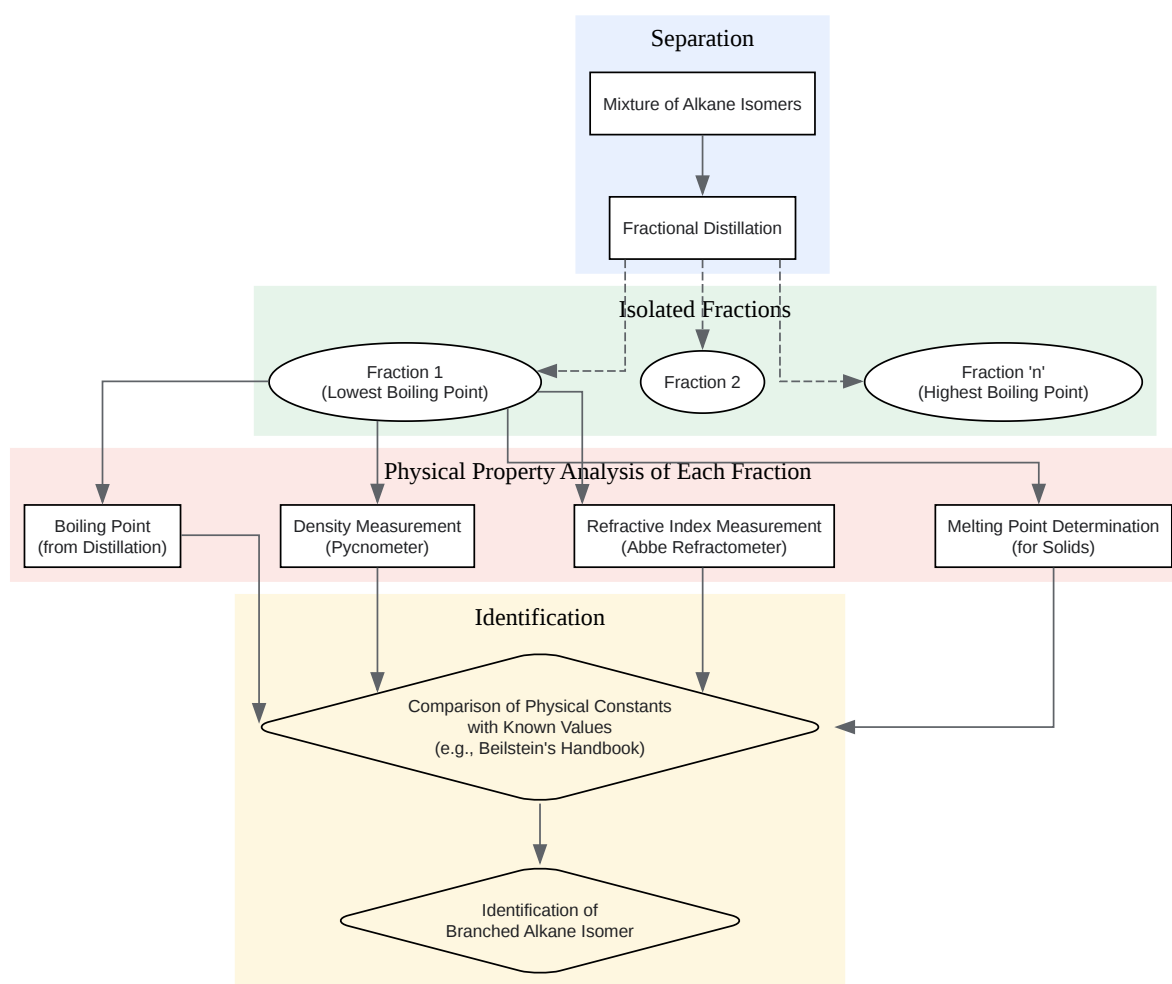 Separation
Mixture of Alkane Isomers
Fractional Distillation
Isolated Fractions
Fraction 1
(Lowest Boiling Point)
Fraction 2
Fraction 'n'
(Highest Boiling Point)
Physical Property Analysis of Each Fraction
Boiling Point
(from Distillation)
Density Measurement
(Pycnometer)
Refractive Index Measurement
(Abbe Refractometer)
Melting Point Determination
(for Solids)
Identification
Comparison of Physical Constants
with Known Values
(e.g., Beilstein's Handbook)
Identification of
Branched Alkane Isomer